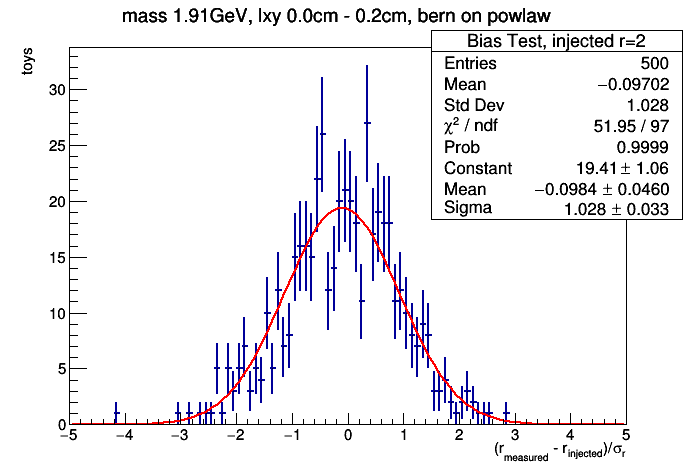 mass 1.91GeV, lxy 0.0cm - 0.2cm, bern on powlaw
Bias Test, injected r=2
Entries 500
Mean −0.09702
Std Dev 1.028
χ² / ndf 51.95 / 97
Prob 0.9999
Constant 19.41 ± 1.06
Mean −0.0984 ± 0.0460
Sigma 1.028 ± 0.033
toys
30
25
20
15
10
5
0
−5 −4 −3 −2 −1 0 1 2 3 4 5
(r_measured - r_injected)/σ_r